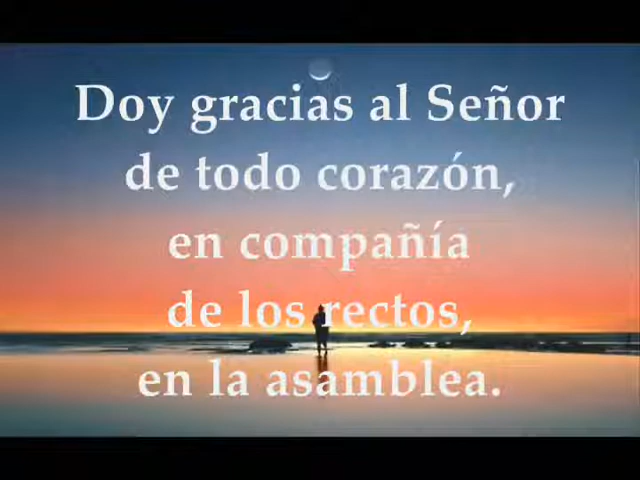 Doy gracias al Señor
de todo corazón,
en compañía
de los rectos,
en la asamblea.